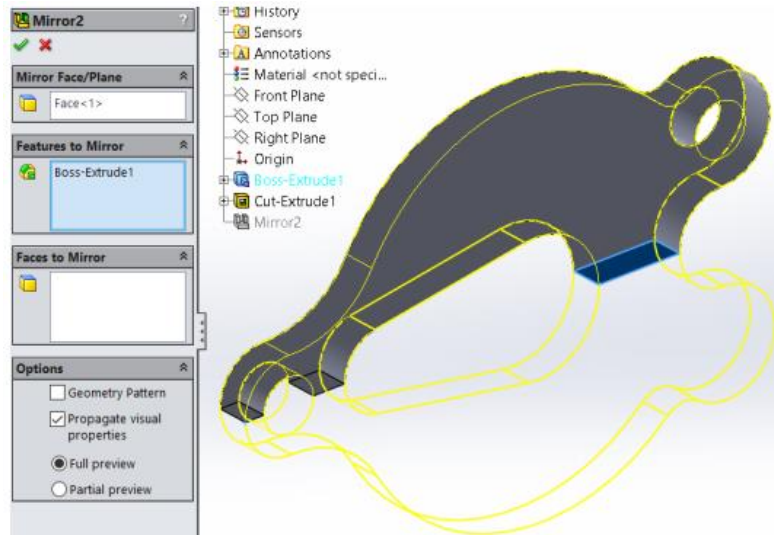 Mirror2
?
Mirror Face/Plane
Face<1>
Features to Mirror
Boss-Extrude1
Faces to Mirror
Options
Geometry Pattern
Propagate visual
properties
Full preview
Partial preview
History
Sensors
Annotations
Material <not speci...
Front Plane
Top Plane
Right Plane
Origin
Boss-Extrude1
Cut-Extrude1
Mirror2